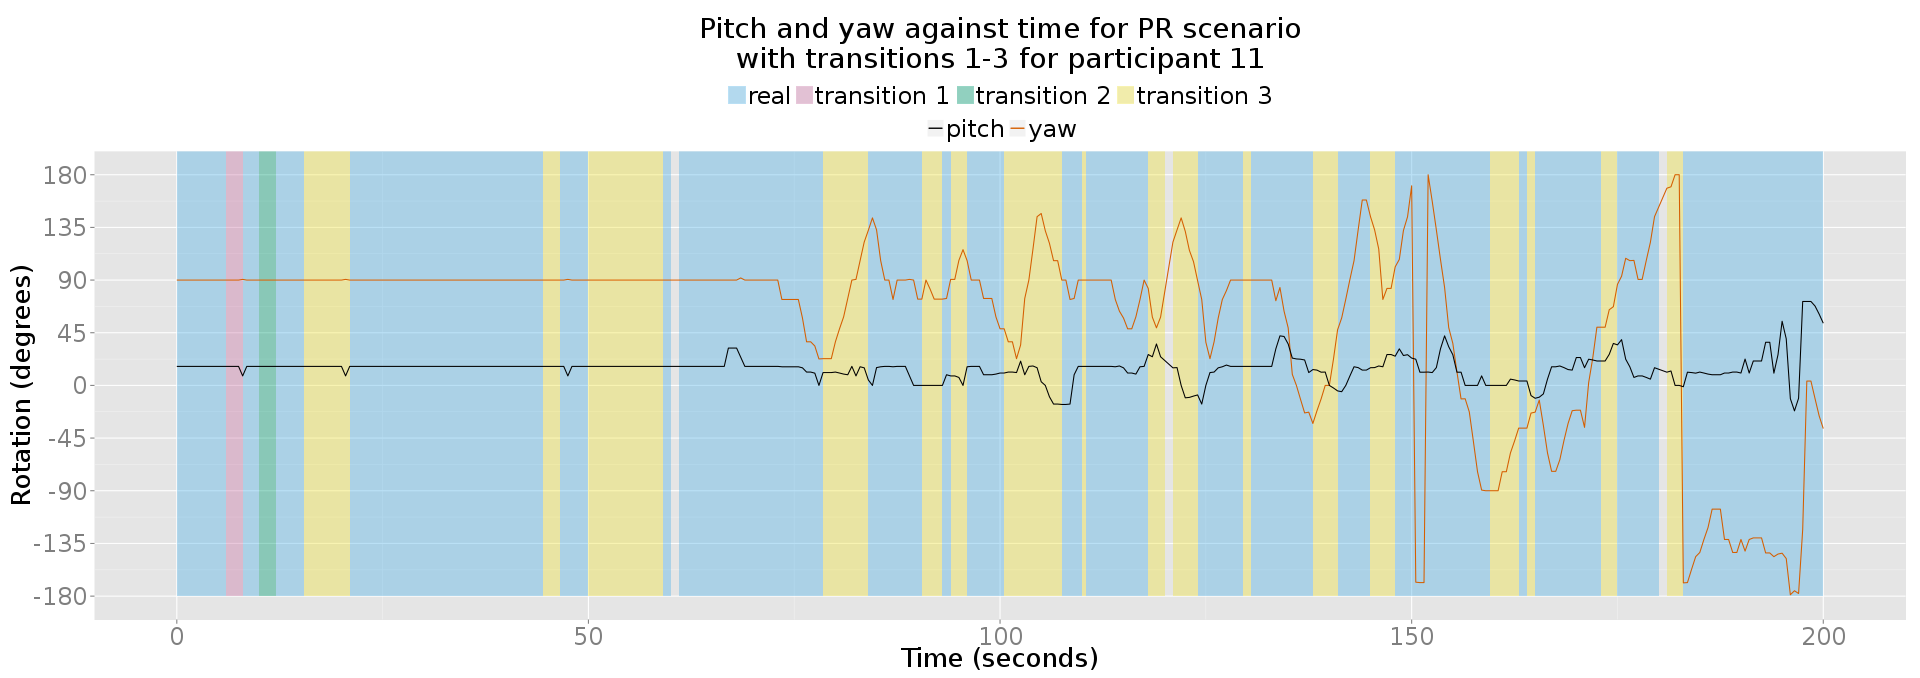 Pitch and yaw against time for PR scenario
with transitions 1-3 for participant 11
real transition 1 transition 2 transition 3
pitch yaw
180
135
90
45
0
-45
-90
-135
-180
Rotation (degrees)
0 50 100 150 200
Time (seconds)